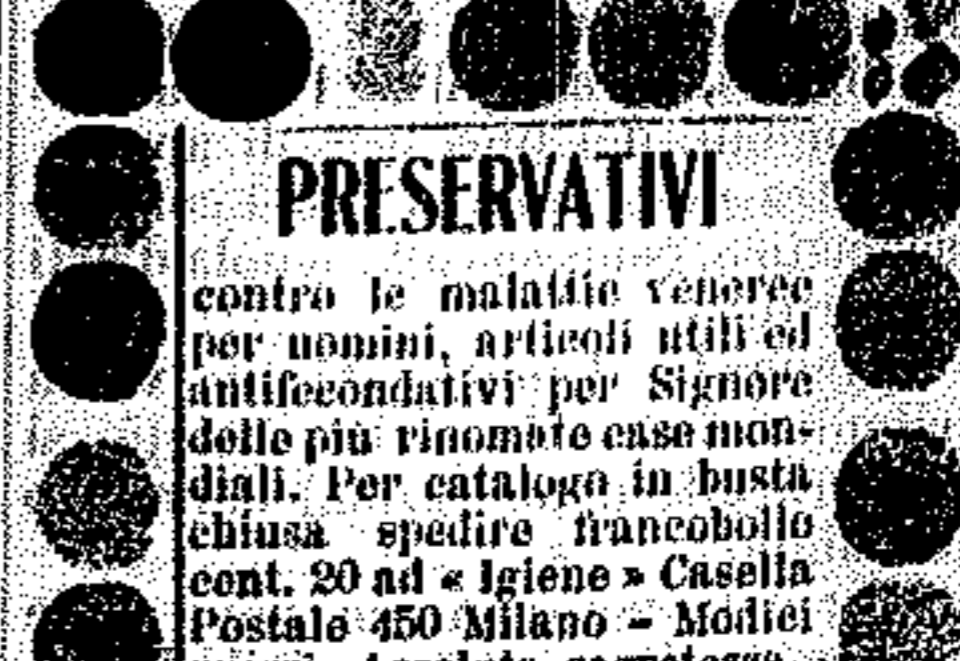 PRESERVATIVI
contro le malattie veneree
per uomini, articoli utili ed
antifecondativi per Signore
delle più rinomate case mon-
diali. Per catalogo in busta
chiusa spedire francobollo
cent. 20 ad « Igiene » Casella
Postale 450 Milano - Modici